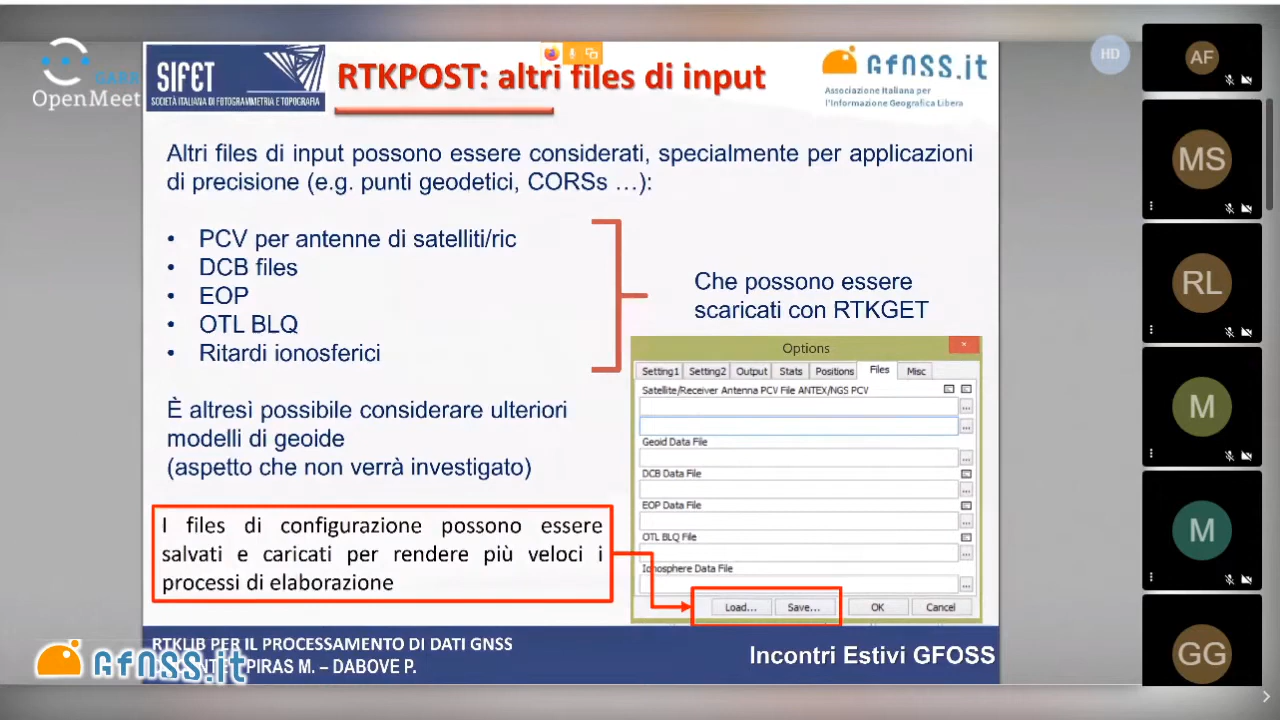 GARR
OpenMeet
SIFET
SOCIETÀ ITALIANA DI FOTOGRAMMETRIA E TOPOGRAFIA
RTKPOST: altri files di input
GFOSS.it
Associazione Italiana per
l'Informazione Geografica Libera
HD
Altri files di input possono essere considerati, specialmente per applicazioni
di precisione (e.g. punti geodetici, CORSs …):
• PCV per antenne di satelliti/ric
• DCB files
• EOP
• OTL BLQ
• Ritardi ionosferici
Che possono essere
scaricati con RTKGET
È altresì possibile considerare ulteriori
modelli di geoide
(aspetto che non verrà investigato)
I files di configurazione possono essere
salvati e caricati per rendere più veloci i
processi di elaborazione
Options
Setting1 Setting2 Output Stats Positions Files Misc
Satellite/Receiver Antenna PCV File ANTEX/NGS PCV
...
...
Geoid Data File
...
DCB Data File
...
EOP Data File
...
OTL BLQ File
...
Ionosphere Data File
...
Load... Save... OK Cancel
RTKLIB PER IL PROCESSAMENTO DI DATI GNSS
PIRAS M. – DABOVE P.
Incontri Estivi GFOSS
GFOSS.it
AF
MS
RL
M
M
GG